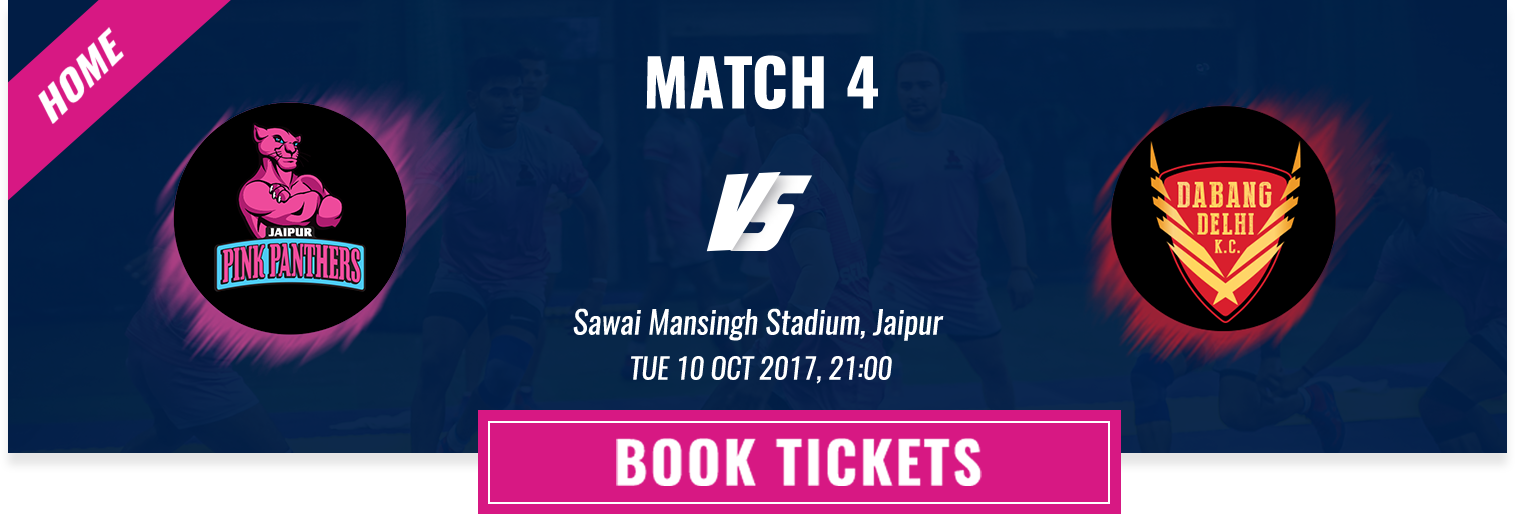 HOME
MATCH 4
JAIPUR
PINK PANTHERS
VS
DABANG
DELHI
K.C.
Sawai Mansingh Stadium, Jaipur
TUE 10 OCT 2017, 21:00
BOOK TICKETS